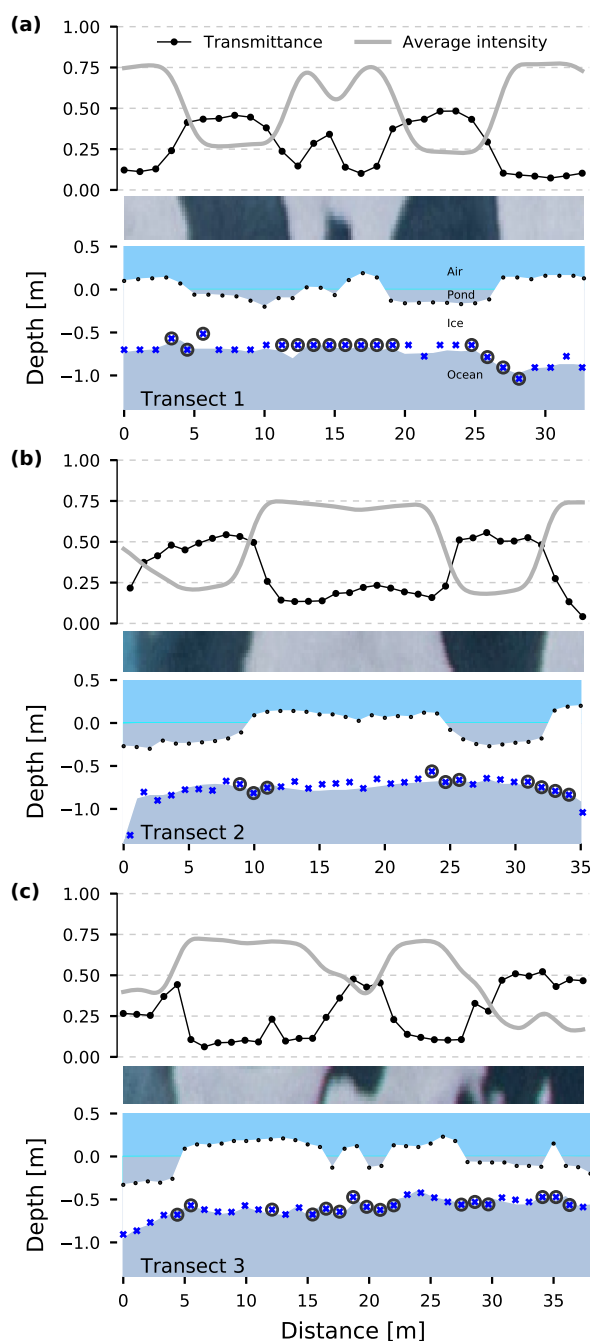 (a)
Transmittance Average intensity
1.00
0.75
0.50
0.25
0.00
0.5
0.0
−0.5
−1.0
Depth [m]
Air
Pond
Ice
Ocean
Transect 1
0 5 10 15 20 25 30
(b)
1.00
0.75
0.50
0.25
0.00
0.5
0.0
−0.5
−1.0
Depth [m]
Transect 2
0 5 10 15 20 25 30 35
(c)
1.00
0.75
0.50
0.25
0.00
0.5
0.0
−0.5
−1.0
Depth [m]
Transect 3
0 5 10 15 20 25 30 35
Distance [m]